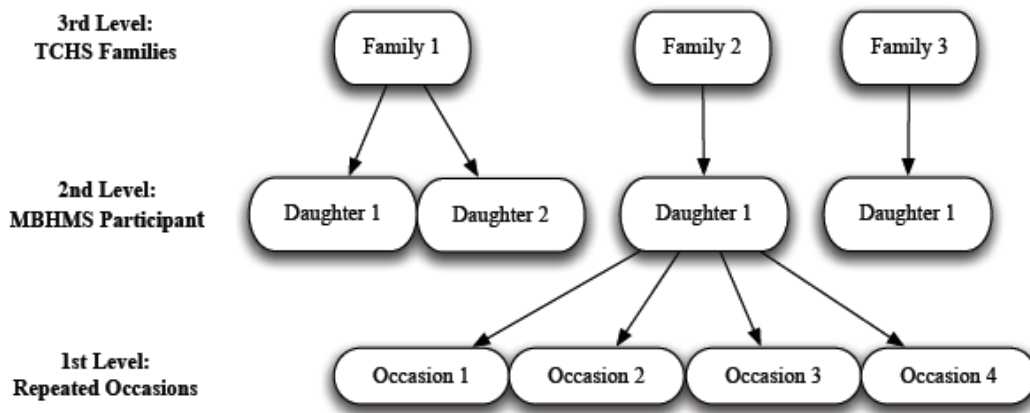 3rd Level:
TCHS Families
Family 1
Family 2
Family 3
2nd Level:
MBHMS Participant
Daughter 1
Daughter 2
Daughter 1
Daughter 1
1st Level:
Repeated Occasions
Occasion 1
Occasion 2
Occasion 3
Occasion 4